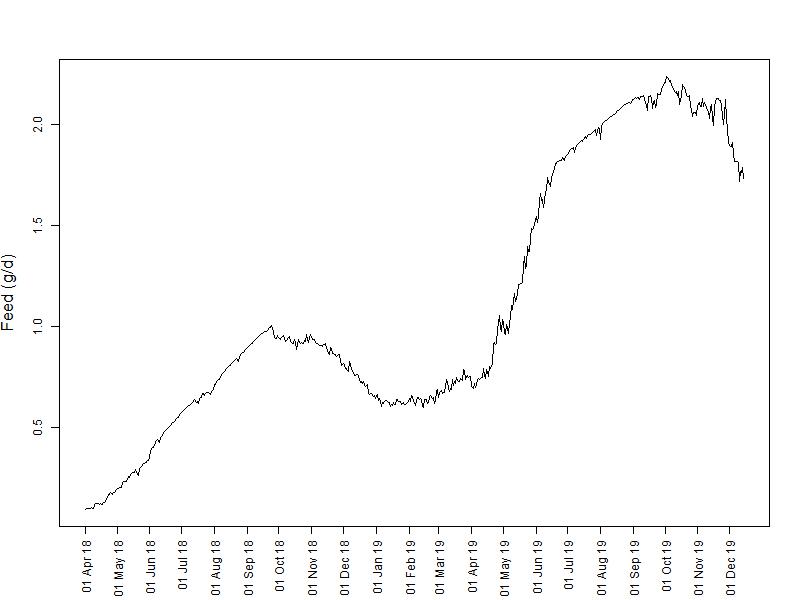 Feed (g/d)
2.0
1.5
1.0
0.5
01 Apr 18
01 May 18
01 Jun 18
01 Jul 18
01 Aug 18
01 Sep 18
01 Oct 18
01 Nov 18
01 Dec 18
01 Jan 19
01 Feb 19
01 Mar 19
01 Apr 19
01 May 19
01 Jun 19
01 Jul 19
01 Aug 19
01 Sep 19
01 Oct 19
01 Nov 19
01 Dec 19